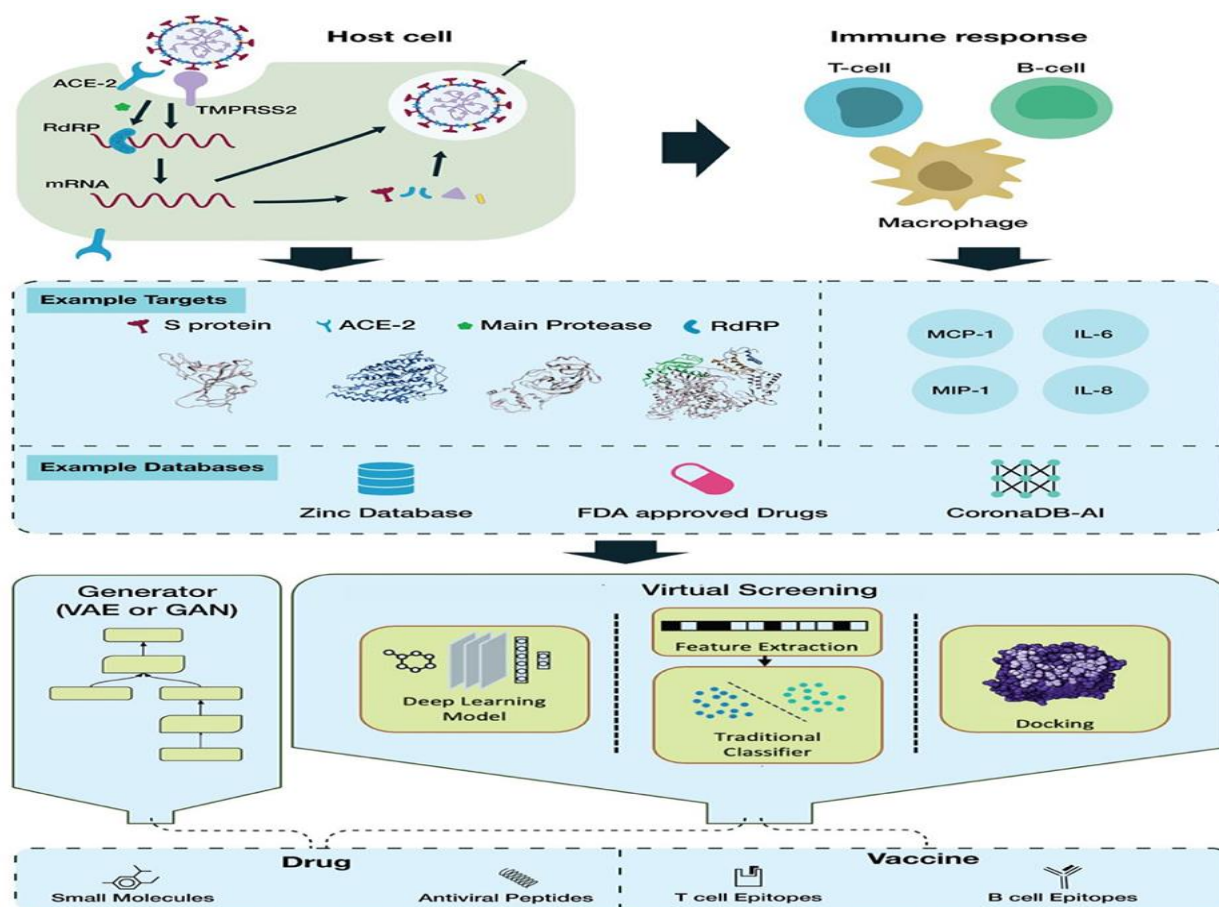 Host cell
Immune response
ACE-2
TMPRSS2
RdRP
mRNA
T-cell
B-cell
Macrophage
Example Targets
S protein
ACE-2
Main Protease
RdRP
MCP-1
IL-6
MIP-1
IL-8
Example Databases
Zinc Database
FDA approved Drugs
CoronaDB-AI
Generator
(VAE or GAN)
Virtual Screening
Deep Learning
Model
Feature Extraction
Traditional
Classifier
Docking
Drug
Vaccine
Small Molecules
Antiviral Peptides
T cell Epitopes
B cell Epitopes